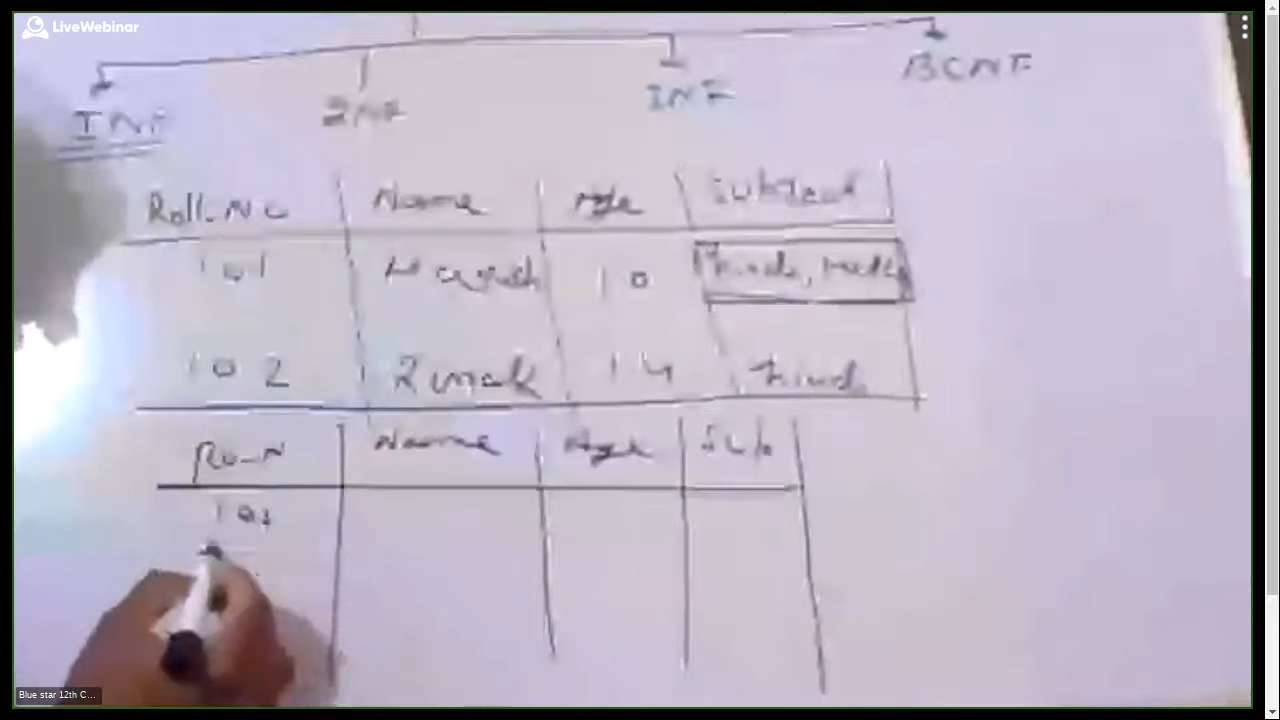 LiveWebinar
1NF 2NF 3NF BCNF
Roll.No Name Age Subject
101 10 Hindi, Maths
102 14 Hindi
Ro-N Name Age Sub
101
Blue star 12th C...